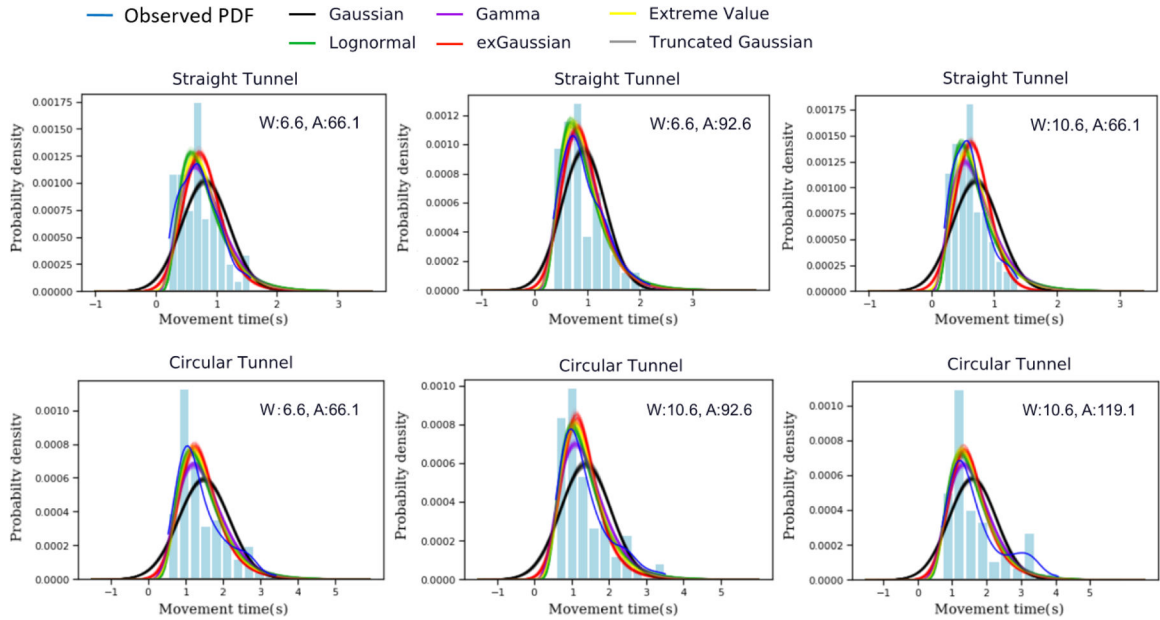 Observed PDF Gaussian Gamma Extreme Value
Lognormal exGaussian Truncated Gaussian
Straight Tunnel Straight Tunnel Straight Tunnel
W:6.6, A:66.1
0.00175
0.00150
0.00125
0.00100
0.00075
0.00050
0.00025
0.00000
Probabilty density
−1 0 1 2 3
Movement time(s)
W:6.6, A:92.6
0.0012
0.0010
0.0008
0.0006
0.0004
0.0002
0.0000
Probabilty density
−1 0 1 2 3
Movement time(s)
W:10.6, A:66.1
0.00175
0.00150
0.00125
0.00100
0.00075
0.00050
0.00025
0.00000
Probabilty density
−1 0 1 2 3
Movement time(s)
Circular Tunnel Circular Tunnel Circular Tunnel
W:6.6, A:66.1
0.0010
0.0008
0.0006
0.0004
0.0002
0.0000
Probabilty density
−1 0 1 2 3 4 5
Movement time(s)
W:10.6, A:92.6
0.0010
0.0008
0.0006
0.0004
0.0002
0.0000
Probabilty density
−1 0 1 2 3 4 5
Movement time(s)
W:10.6, A:119.1
0.0010
0.0008
0.0006
0.0004
0.0002
0.0000
Probabilty density
−1 0 1 2 3 4 5
Movement time(s)